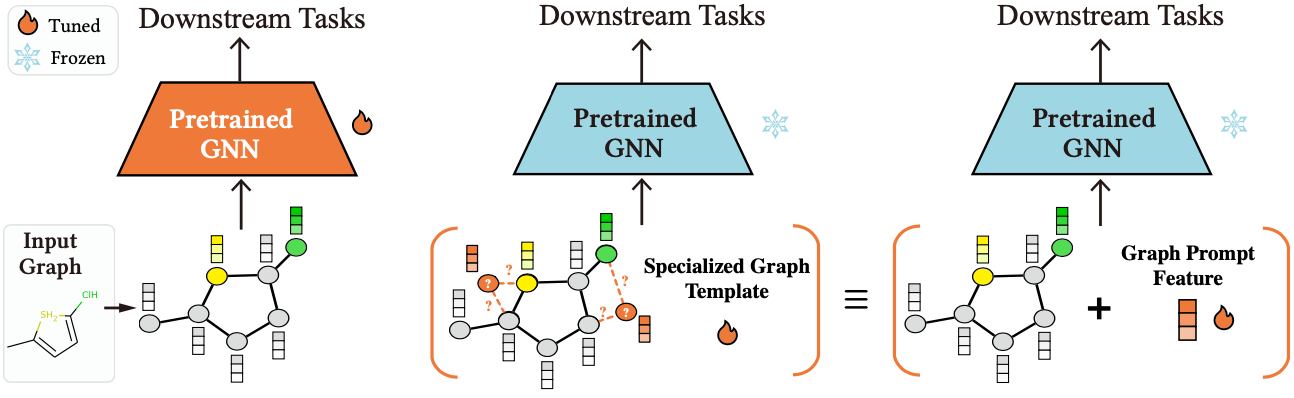 Tuned
Frozen
Downstream Tasks
Pretrained
GNN
Input
Graph
ClH
SH2
Downstream Tasks
Pretrained
GNN
?
?
?
?
?
?
Specialized Graph
Template
≡
Downstream Tasks
Pretrained
GNN
+
Graph Prompt
Feature